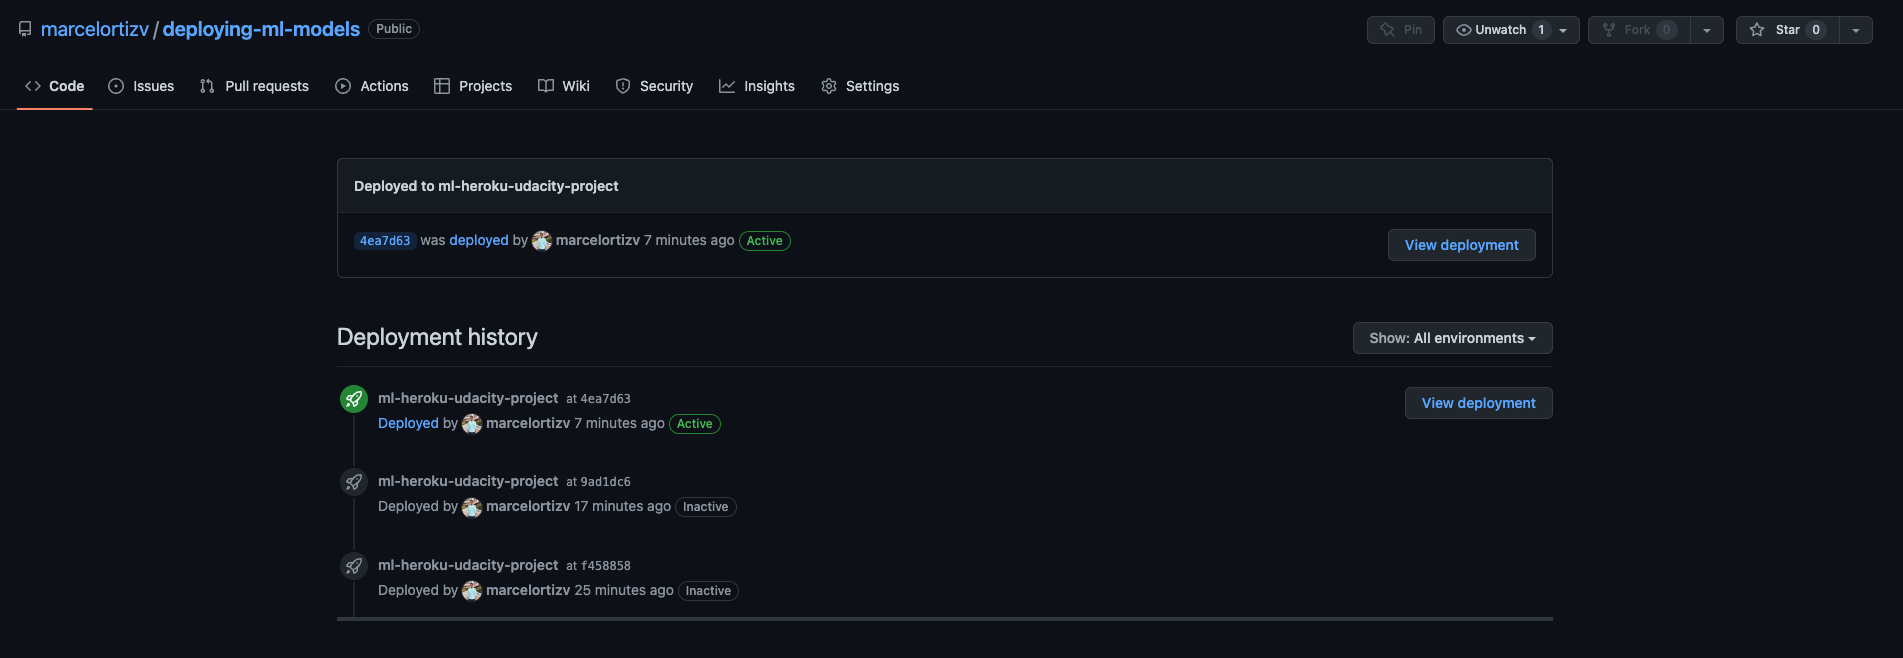 marcelortizv / deploying-ml-models Public Pin Unwatch 1 Fork 0 Star 0
Code Issues Pull requests Actions Projects Wiki Security Insights Settings
Deployed to ml-heroku-udacity-project
4ea7d63 was deployed by marcelortizv 7 minutes ago Active View deployment
Deployment history Show: All environments
ml-heroku-udacity-project at 4ea7d63 View deployment
Deployed by marcelortizv 7 minutes ago Active
ml-heroku-udacity-project at 9ad1dc6
Deployed by marcelortizv 17 minutes ago Inactive
ml-heroku-udacity-project at f458858
Deployed by marcelortizv 25 minutes ago Inactive